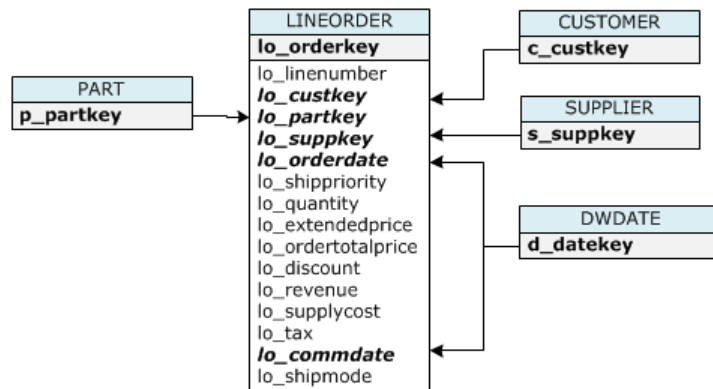 PART
p_partkey
LINEORDER
lo_orderkey
lo_linenumber
lo_custkey
lo_partkey
lo_suppkey
lo_orderdate
lo_shippriority
lo_quantity
lo_extendedprice
lo_ordertotalprice
lo_discount
lo_revenue
lo_supplycost
lo_tax
lo_commdate
lo_shipmode
CUSTOMER
c_custkey
SUPPLIER
s_suppkey
DWDATE
d_datekey